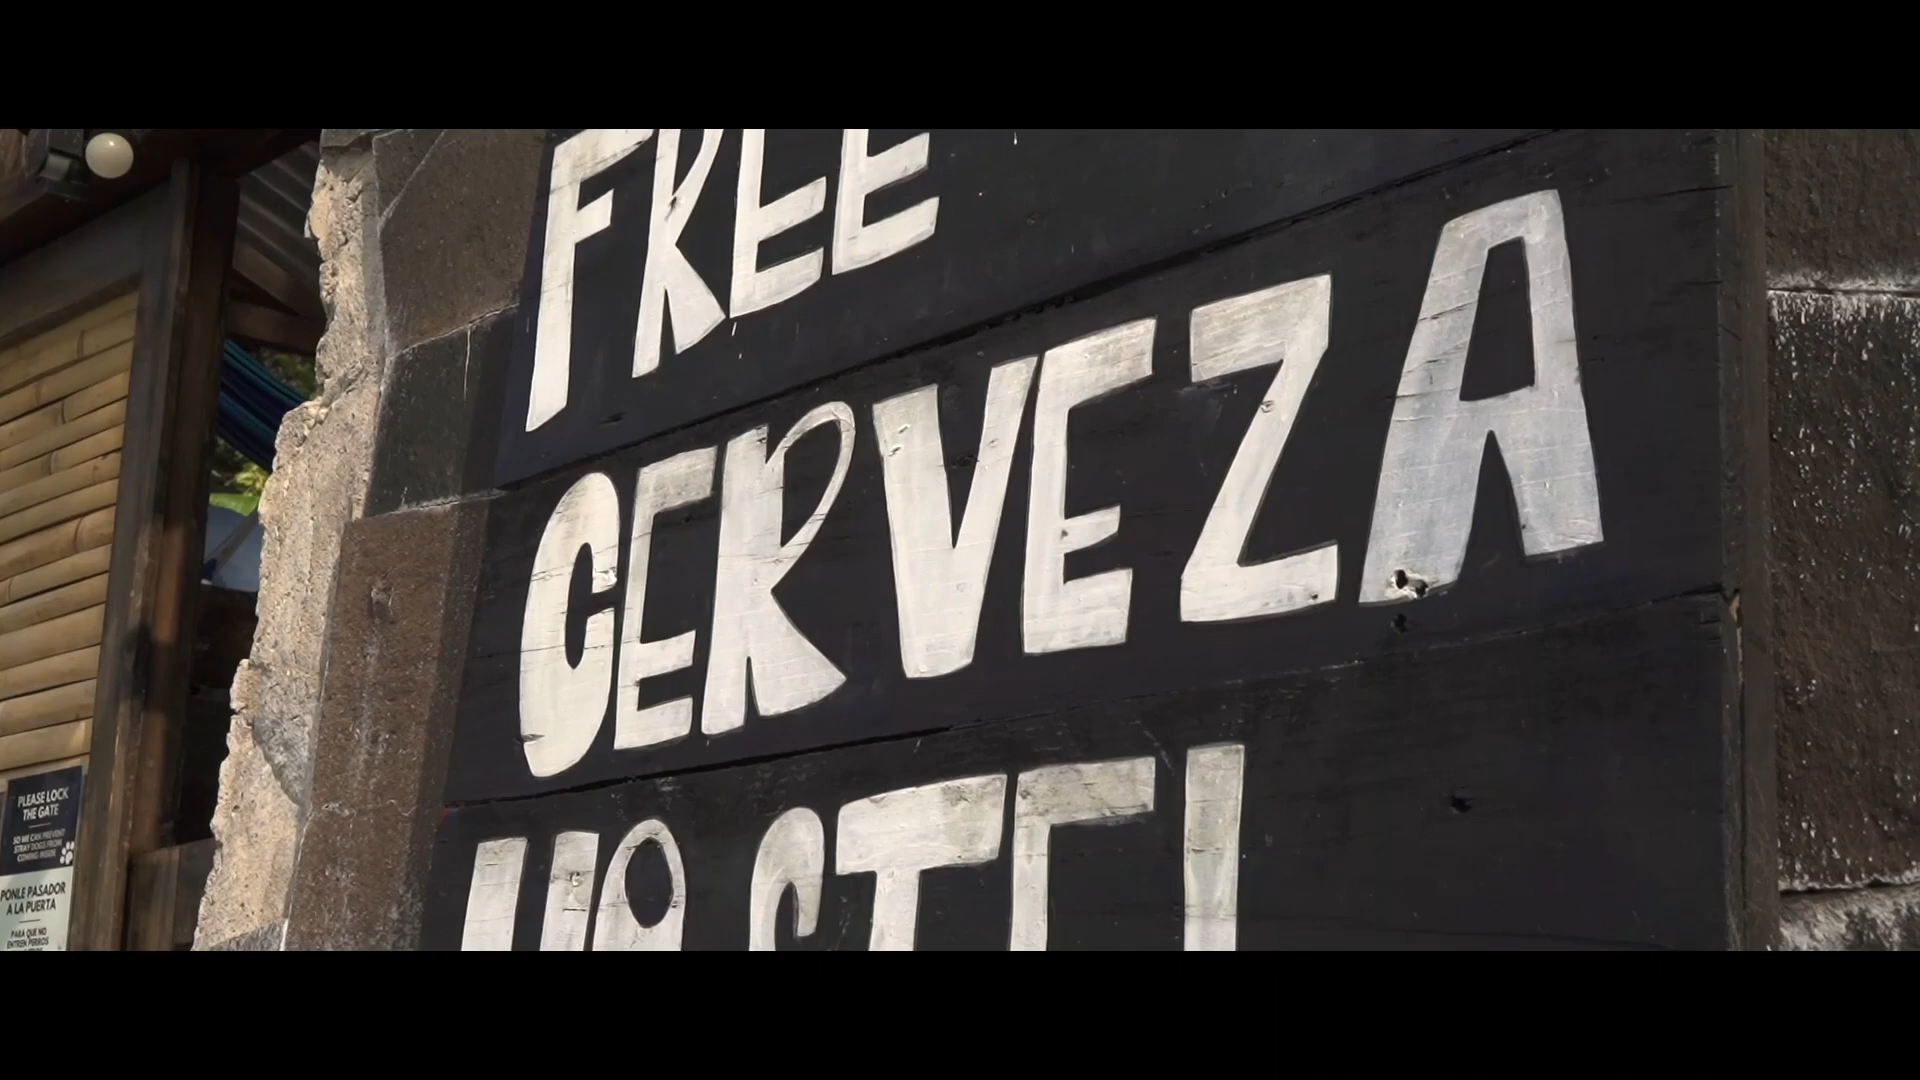 FREE
CERVEZA
HOSTEL
PLEASE LOCK
THE GATE
SO WE CAN PREVENT
STRAY DOGS FROM
COMING INSIDE
PONLE PASADOR
A LA PUERTA
PARA QUE NO
ENTREN PERROS